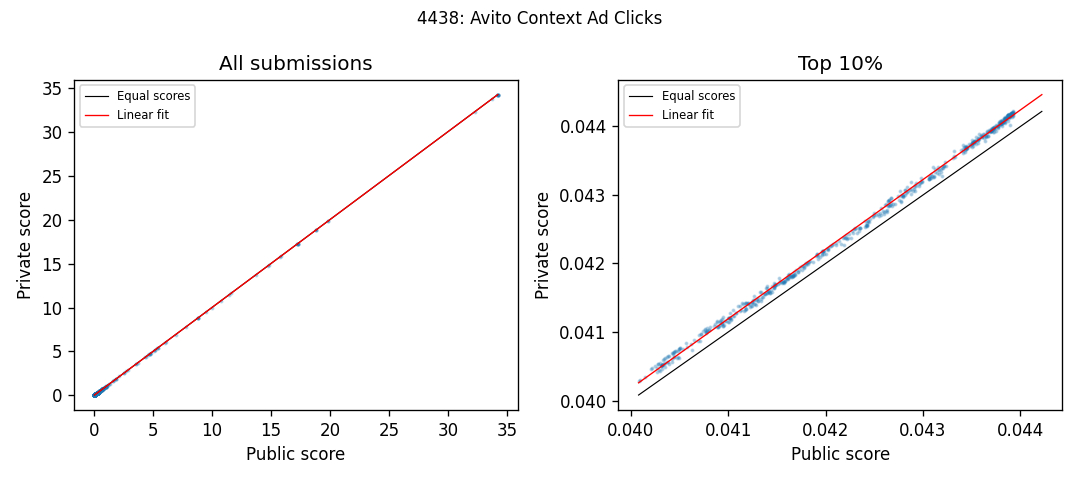 4438: Avito Context Ad Clicks
All submissions
Equal scores
Linear fit
35
30
25
20
15
10
5
0
Private score
0 5 10 15 20 25 30 35
Public score
Top 10%
Equal scores
Linear fit
0.044
0.043
0.042
0.041
0.040
Private score
0.040 0.041 0.042 0.043 0.044
Public score